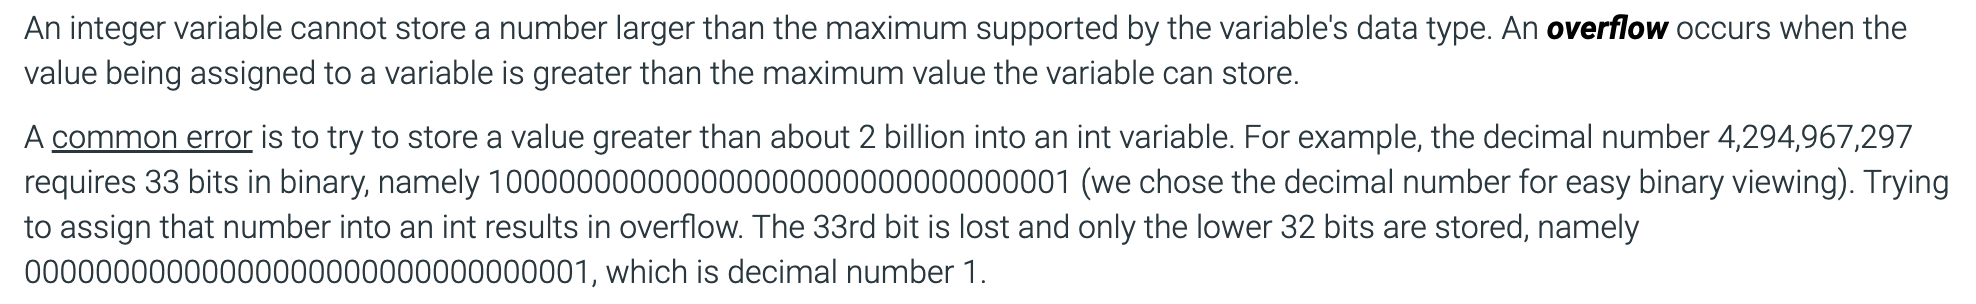 An integer variable cannot store a number larger than the maximum supported by the variable's data type. An overflow occurs when the
value being assigned to a variable is greater than the maximum value the variable can store.
A common error is to try to store a value greater than about 2 billion into an int variable. For example, the decimal number 4,294,967,297
requires 33 bits in binary, namely 100000000000000000000000000000001 (we chose the decimal number for easy binary viewing). Trying
to assign that number into an int results in overflow. The 33rd bit is lost and only the lower 32 bits are stored, namely
00000000000000000000000000000001, which is decimal number 1.